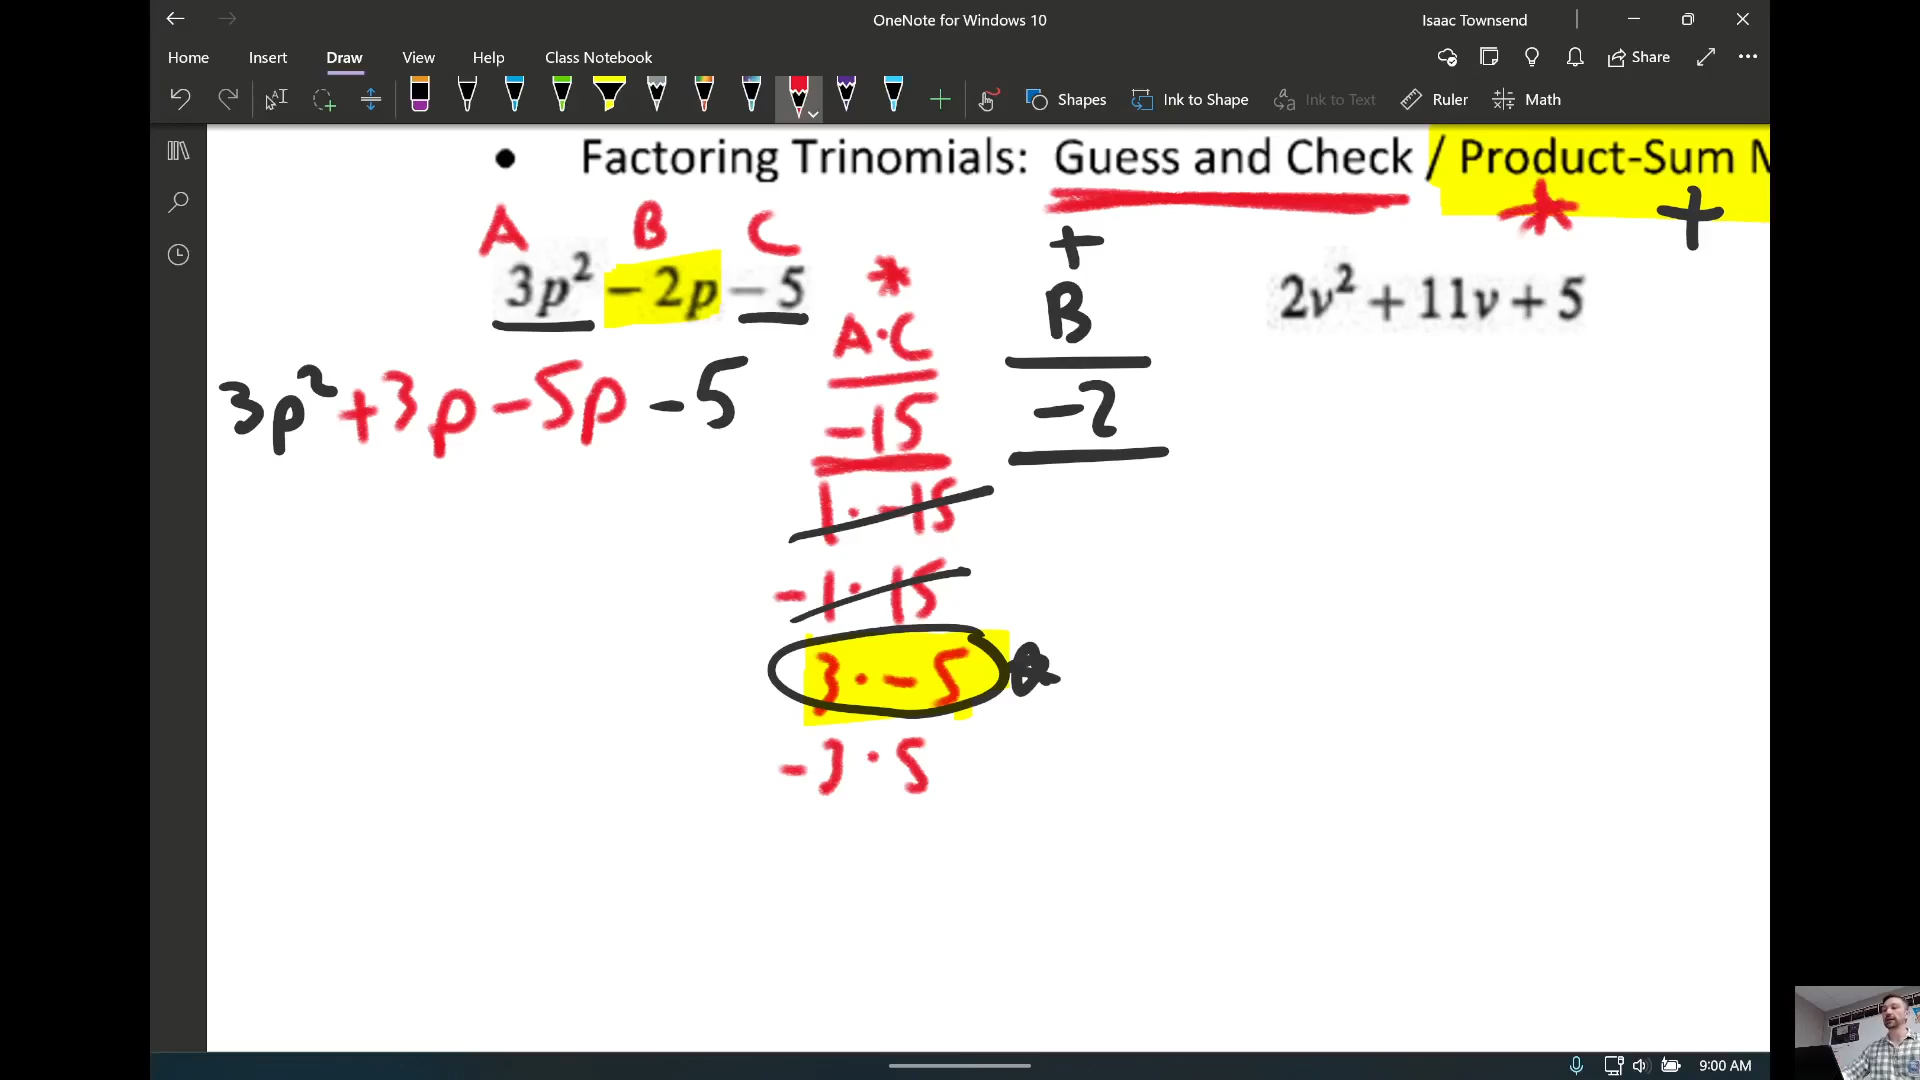 OneNote for Windows 10
Isaac Townsend
Home Insert Draw View Help Class Notebook
Share
Shapes Ink to Shape Ink to Text Ruler Math
• Factoring Trinomials: Guess and Check / Product-Sum M
* +
A B C
3p² − 2p − 5
2v² + 11v + 5
* +
A·C B
3p² +3p −5p −5
−15 −2
1 · −15
−1 · 15
3 · −5
−3 · 5
9:00 AM